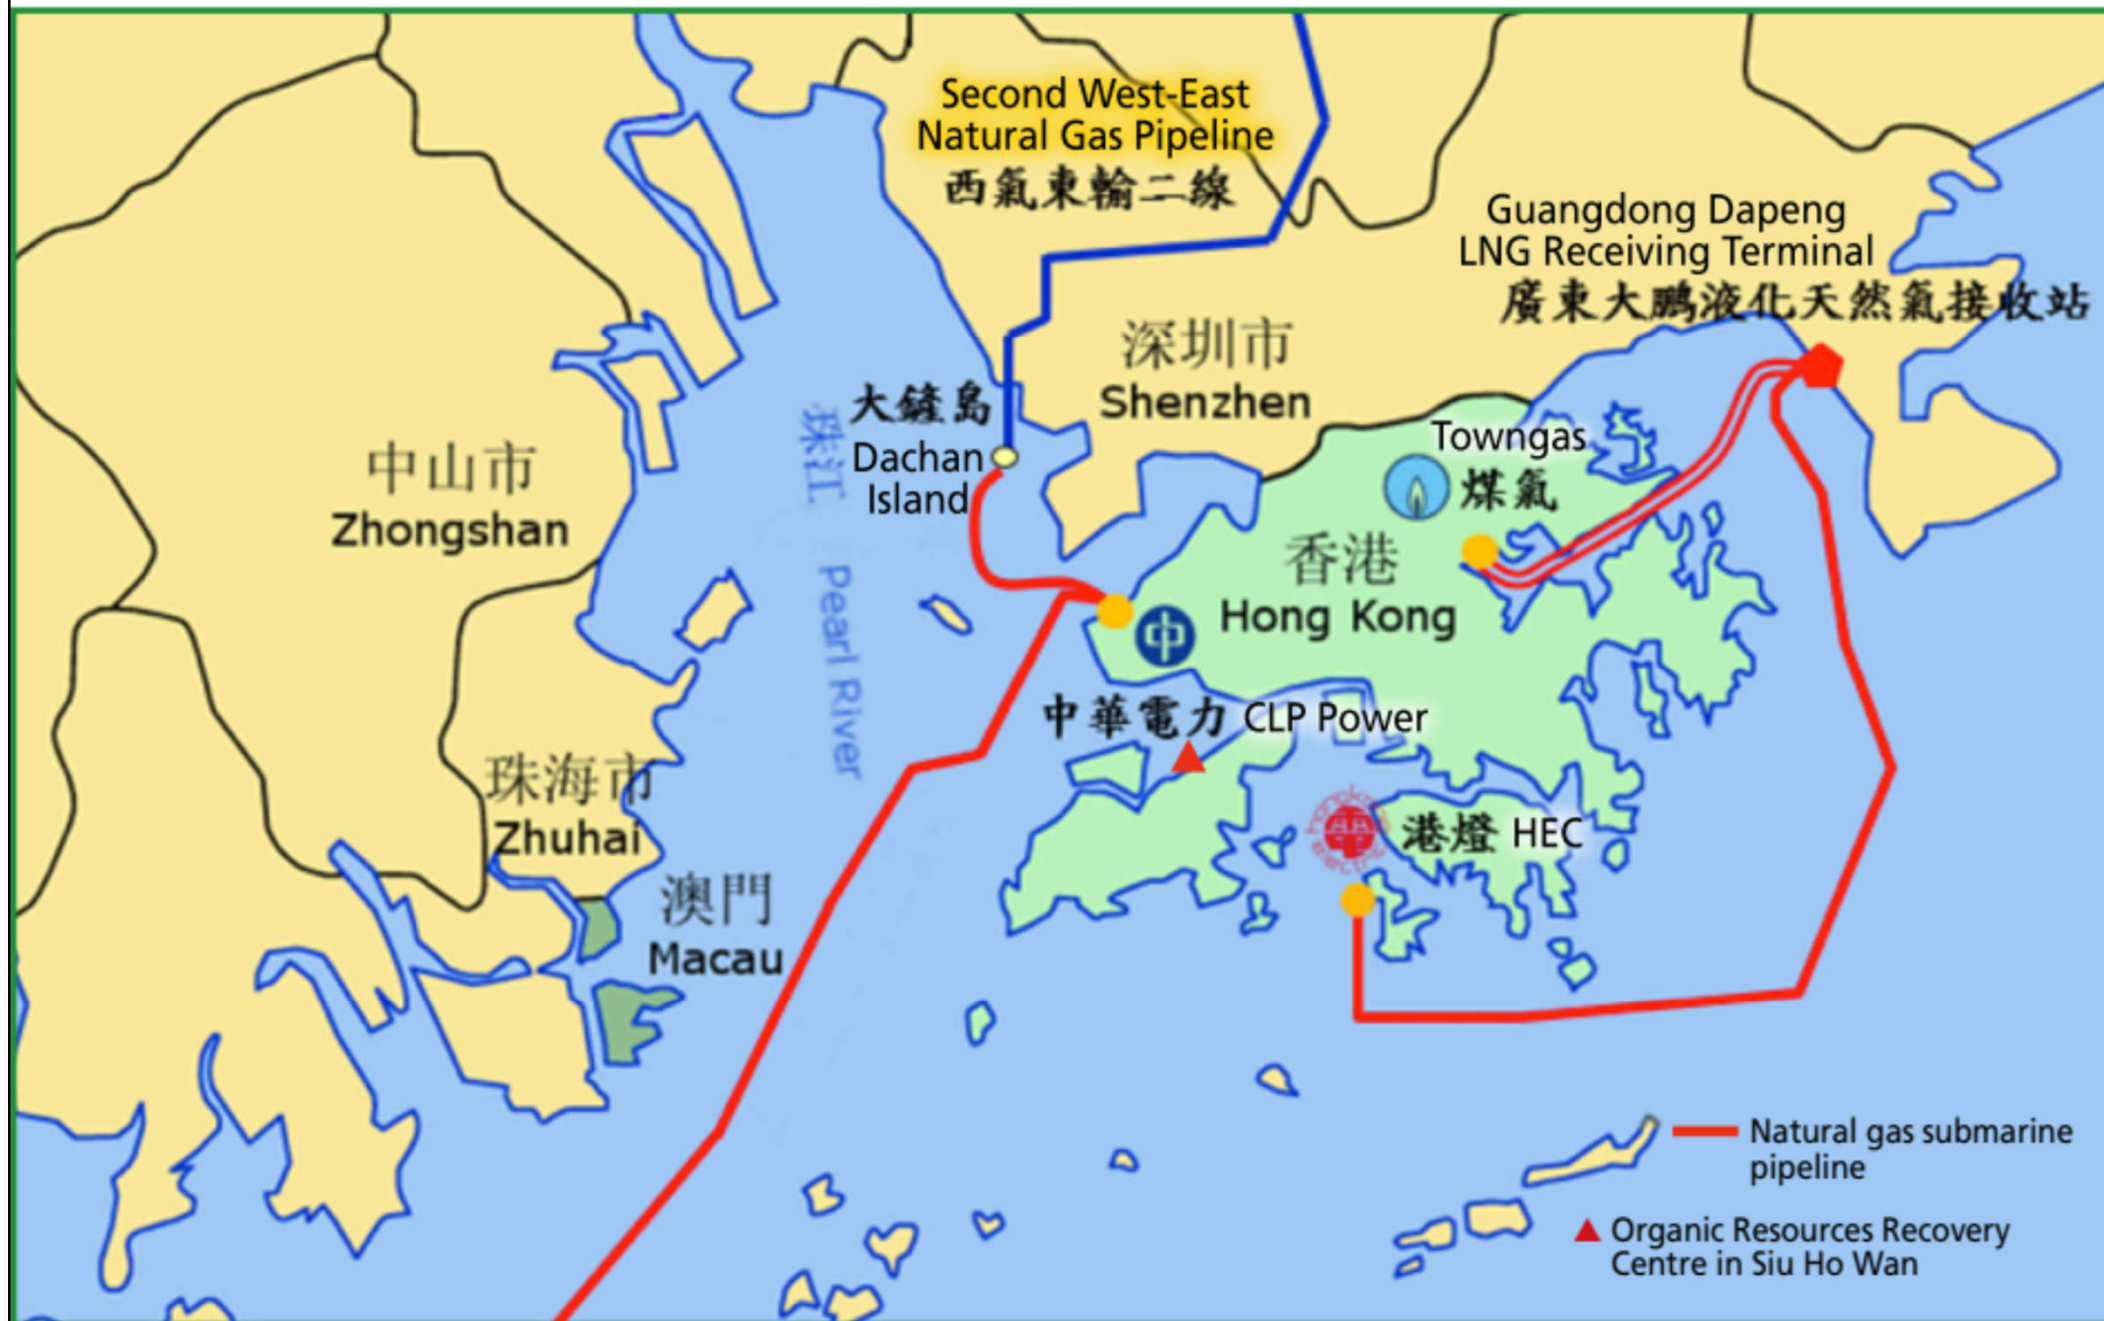 Second West-East
Natural Gas Pipeline
西氣東輸二線
Guangdong Dapeng
LNG Receiving Terminal
廣東大鵬液化天然氣接收站
深圳市
Shenzhen
大鏟島
Dachan
Island
珠江 Pearl River
中山市
Zhongshan
Towngas
煤氣
香港
Hong Kong
中華電力 CLP Power
珠海市
Zhuhai
港燈 HEC
澳門
Macau
Natural gas submarine
pipeline
Organic Resources Recovery
Centre in Siu Ho Wan